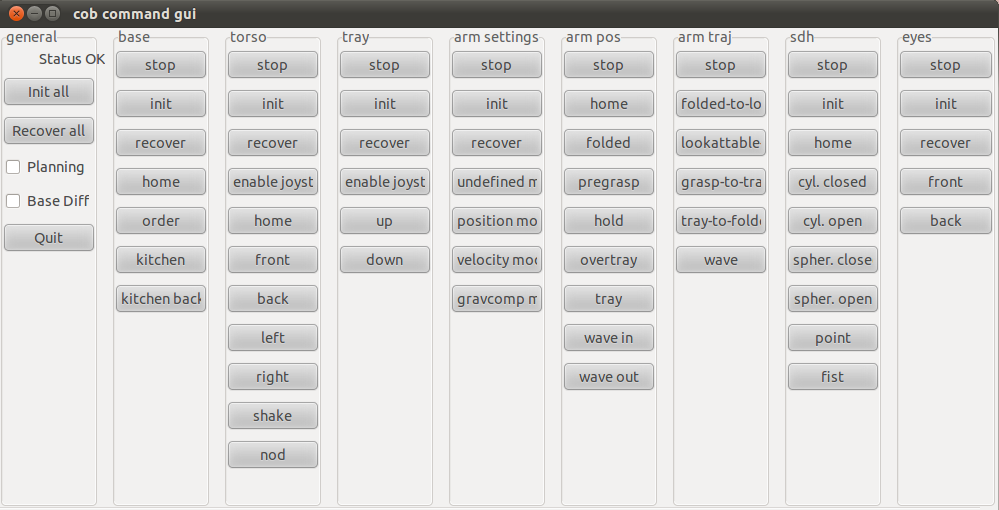 cob command gui
general
Status OK
Init all
Recover all
Planning
Base Diff
Quit
base
stop
init
recover
home
order
kitchen
kitchen back
torso
stop
init
recover
enable joyst
home
front
back
left
right
shake
nod
tray
stop
init
recover
enable joyst
up
down
arm settings
stop
init
recover
undefined m
position mo
velocity moc
gravcomp m
arm pos
stop
home
folded
pregrasp
hold
overtray
tray
wave in
wave out
arm traj
stop
folded-to-lo
lookattable
grasp-to-tra
tray-to-fold
wave
sdh
stop
init
home
cyl. closed
cyl. open
spher. close
spher. open
point
fist
eyes
stop
init
recover
front
back